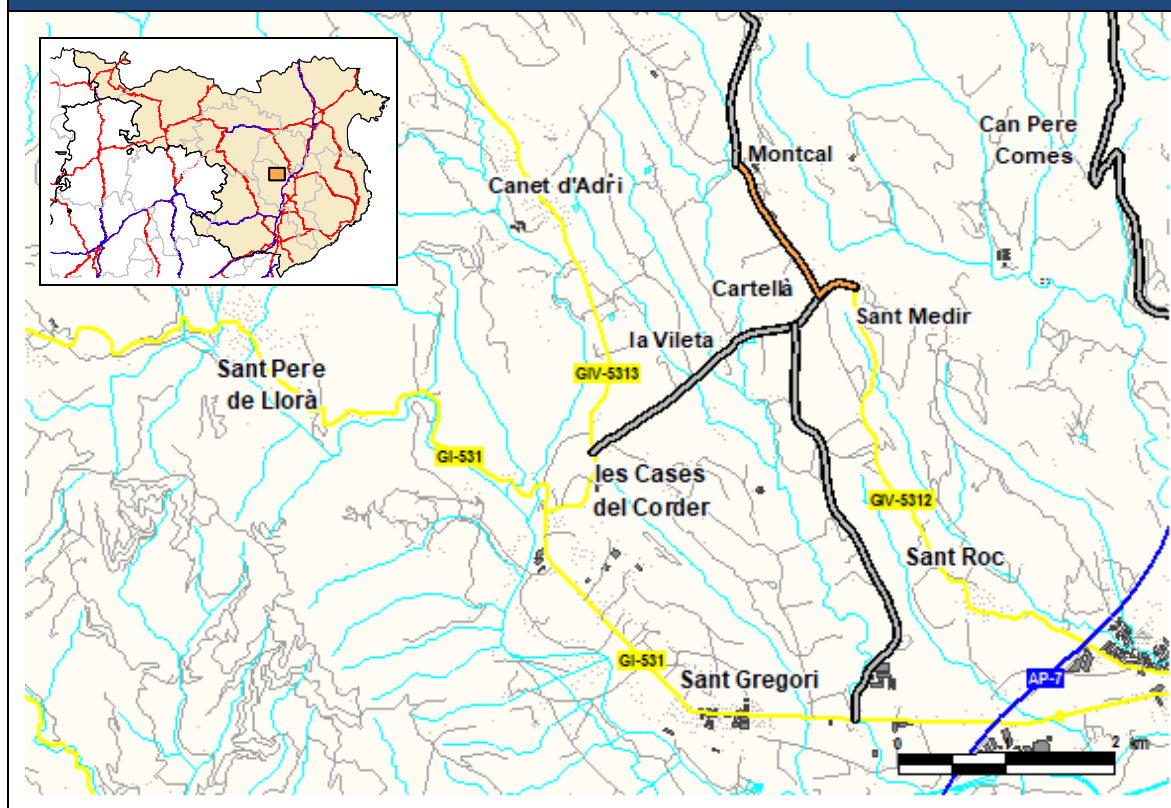 Montcal
Can Pere
Comes
Canet d'Adri
Cartellà
Sant Medir
la Vileta
Sant Pere
de Llorà
GIV-5313
GI-531
les Cases
del Corder
GIV-5312
Sant Roc
GI-531
Sant Gregori
AP-7
0 1 2 km